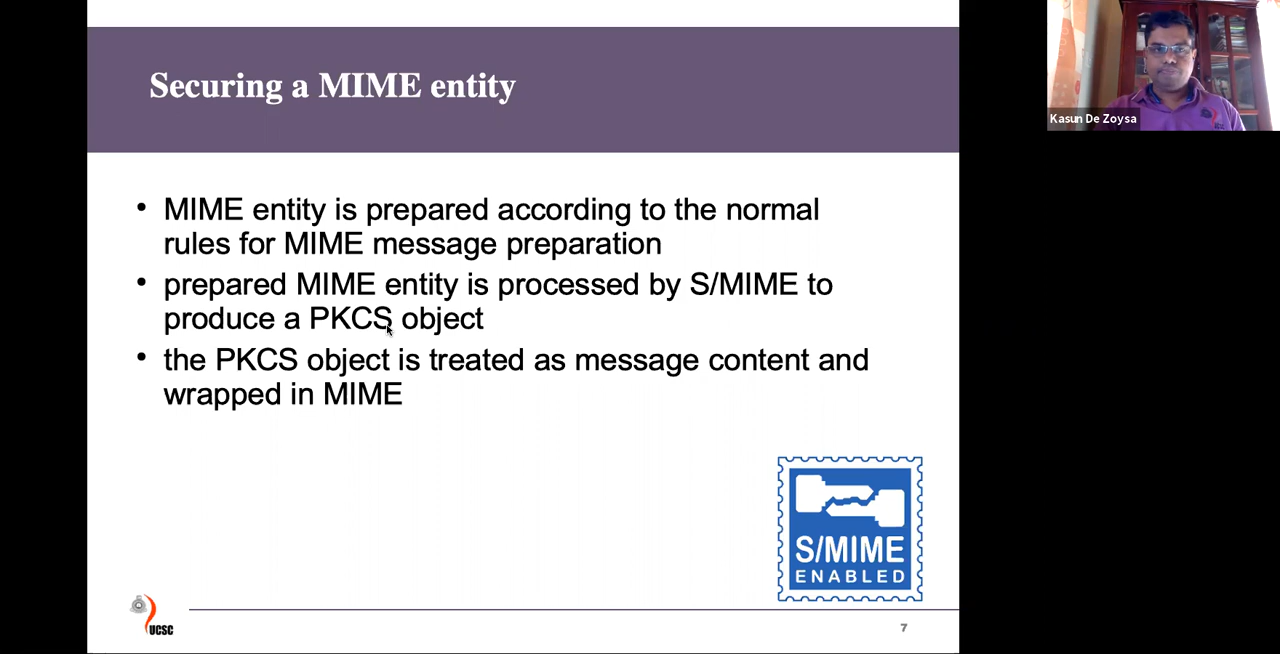 Securing a MIME entity
Kasun De Zoysa
• MIME entity is prepared according to the normal
rules for MIME message preparation
• prepared MIME entity is processed by S/MIME to
produce a PKCS object
• the PKCS object is treated as message content and
wrapped in MIME
S/MIME
ENABLED
UCSC
7